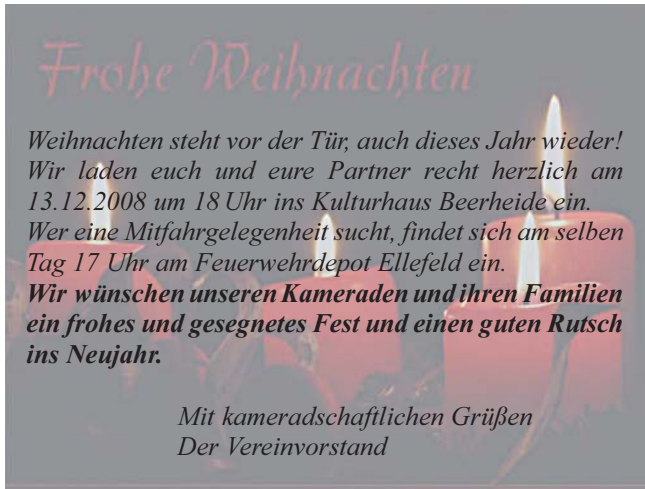 Frohe Weihnachten
Weihnachten steht vor der Tür, auch dieses Jahr wieder!
Wir laden euch und eure Partner recht herzlich am
13.12.2008 um 18 Uhr ins Kulturhaus Beerheide ein.
Wer eine Mitfahrgelegenheit sucht, findet sich am selben
Tag 17 Uhr am Feuerwehrdepot Ellefeld ein.
Wir wünschen unseren Kameraden und ihren Familien
ein frohes und gesegnetes Fest und einen guten Rutsch
ins Neujahr.
Mit kameradschaftlichen Grüßen
Der Vereinvorstand